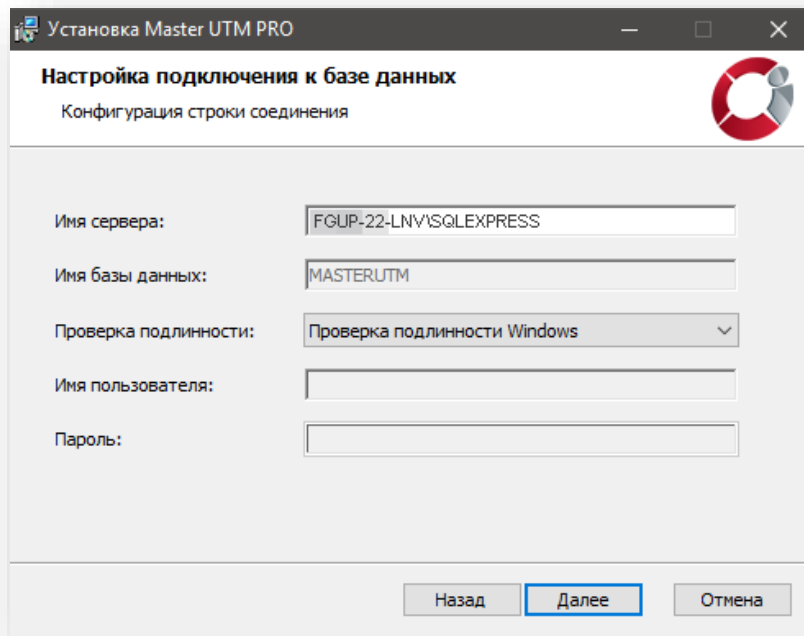 Установка Master UTM PRO
Настройка подключения к базе данных
Конфигурация строки соединения
Имя сервера: FGUP-22-LNV\SQLEXPRESS
Имя базы данных: MASTERUTM
Проверка подлинности: Проверка подлинности Windows
Имя пользователя:
Пароль:
Назад Далее Отмена